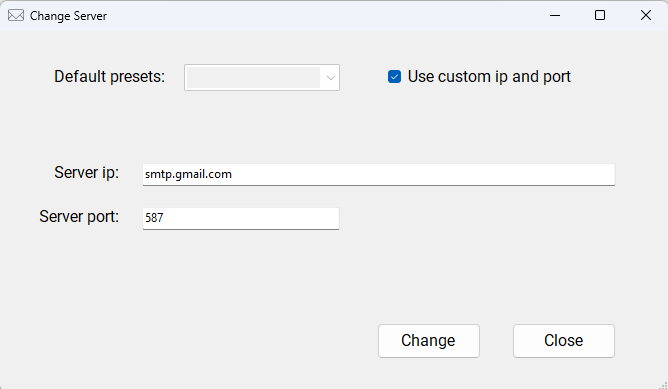 Change Server
Default presets:
Use custom ip and port
Server ip:
smtp.gmail.com
Server port:
587
Change
Close